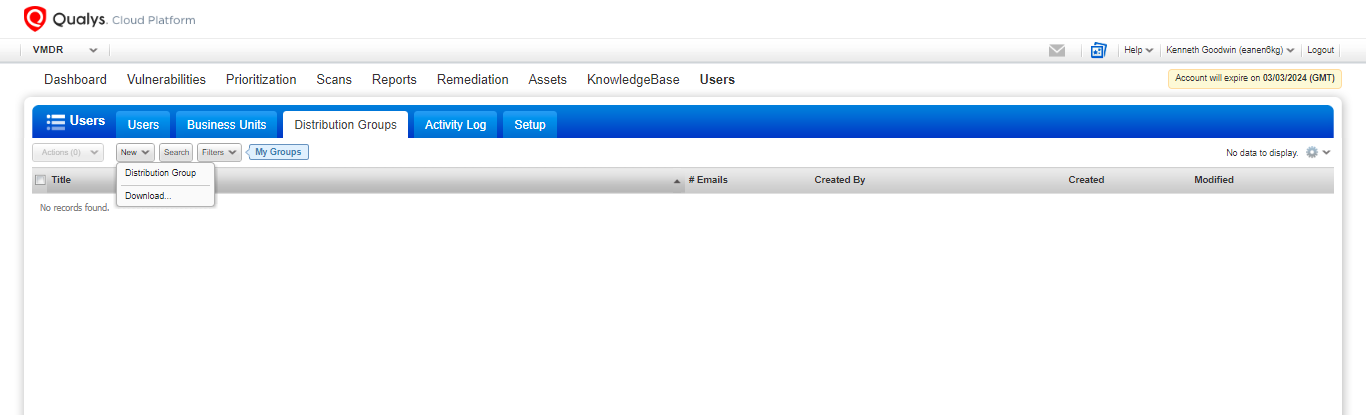 Qualys. Cloud Platform
VMDR
Help
Kenneth Goodwin (eanen6kg)
Logout
Dashboard Vulnerabilities Prioritization Scans Reports Remediation Assets KnowledgeBase Users
Account will expire on 03/03/2024 (GMT)
Users Users Business Units Distribution Groups Activity Log Setup
Actions (0) New Search Filters My Groups No data to display.
Distribution Group
Download...
Title # Emails Created By Created Modified
No records found.